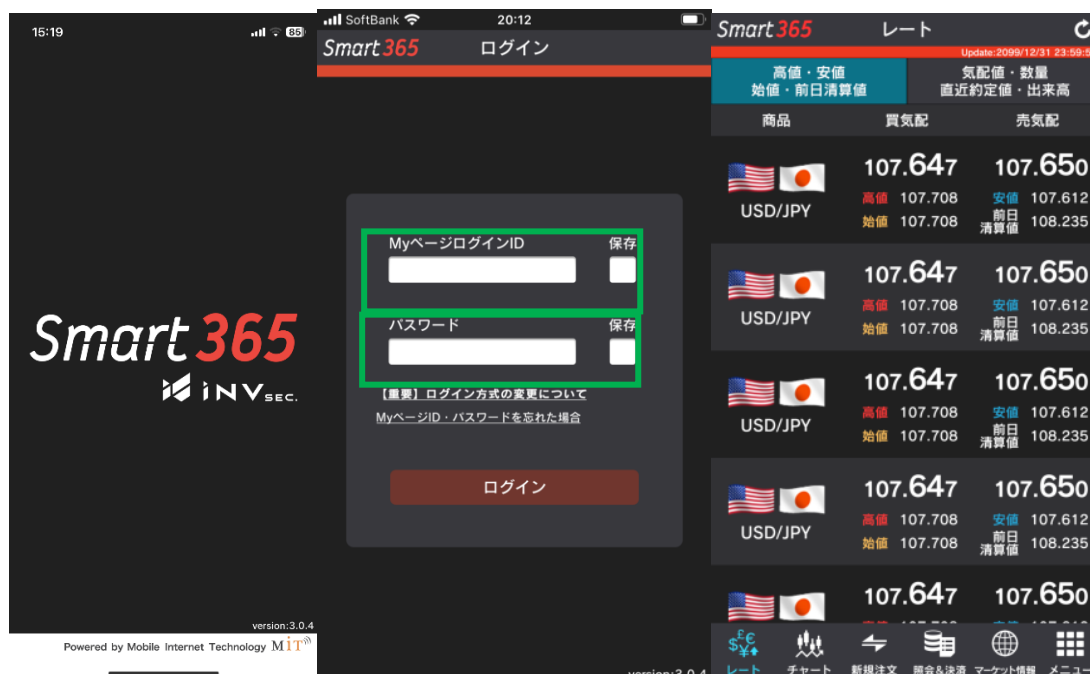 15:19
85
Smart 365
iNV SEC.
version:3.0.4
Powered by Mobile Internet Technology MiT
SoftBank 20:12
Smart 365 ログイン
MyページログインID 保存
パスワード 保存
【重要】ログイン方式の変更について
MyページID・パスワードを忘れた場合
ログイン
version:3.0.4
Smart 365 レート
Update:2099/12/31 23:59:5
高値・安値 始値・前日清算値
気配値・数量 直近約定値・出来高
商品 買気配 売気配
107.647 107.650
高値 107.708 安値 107.612
USD/JPY
始値 107.708 前日清算値 108.235
107.647 107.650
高値 107.708 安値 107.612
USD/JPY
始値 107.708 前日清算値 108.235
107.647 107.650
高値 107.708 安値 107.612
USD/JPY
始値 107.708 前日清算値 108.235
107.647 107.650
高値 107.708 安値 107.612
USD/JPY
始値 107.708 前日清算値 108.235
107.647 107.650
レート チャート 新規注文 照会&決済 マーケット情報 メニュー